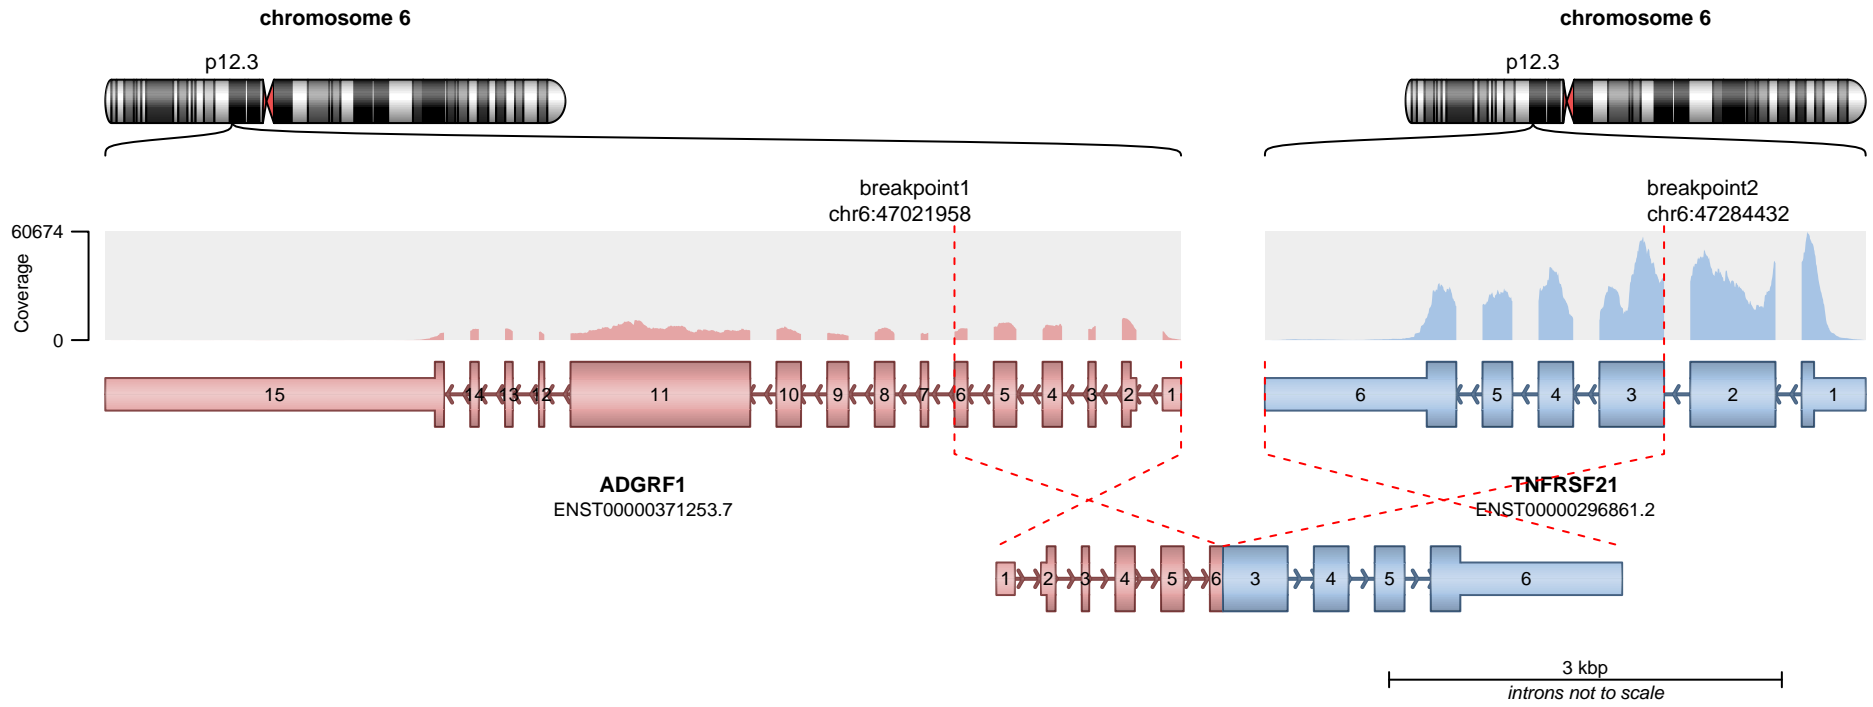 chromosome 6
chromosome 6
p12.3
p12.3
breakpoint1
chr6:47021958
breakpoint2
chr6:47284432
60674
Coverage
0
15 14 13 12 11 10 9 8 7 6 5 4 3 2 1
6 5 4 3 2 1
ADGRF1
ENST00000371253.7
TNFRSF21
ENST00000296861.2
1 2 3 4 5 6 3 4 5 6
3 kbp
introns not to scale